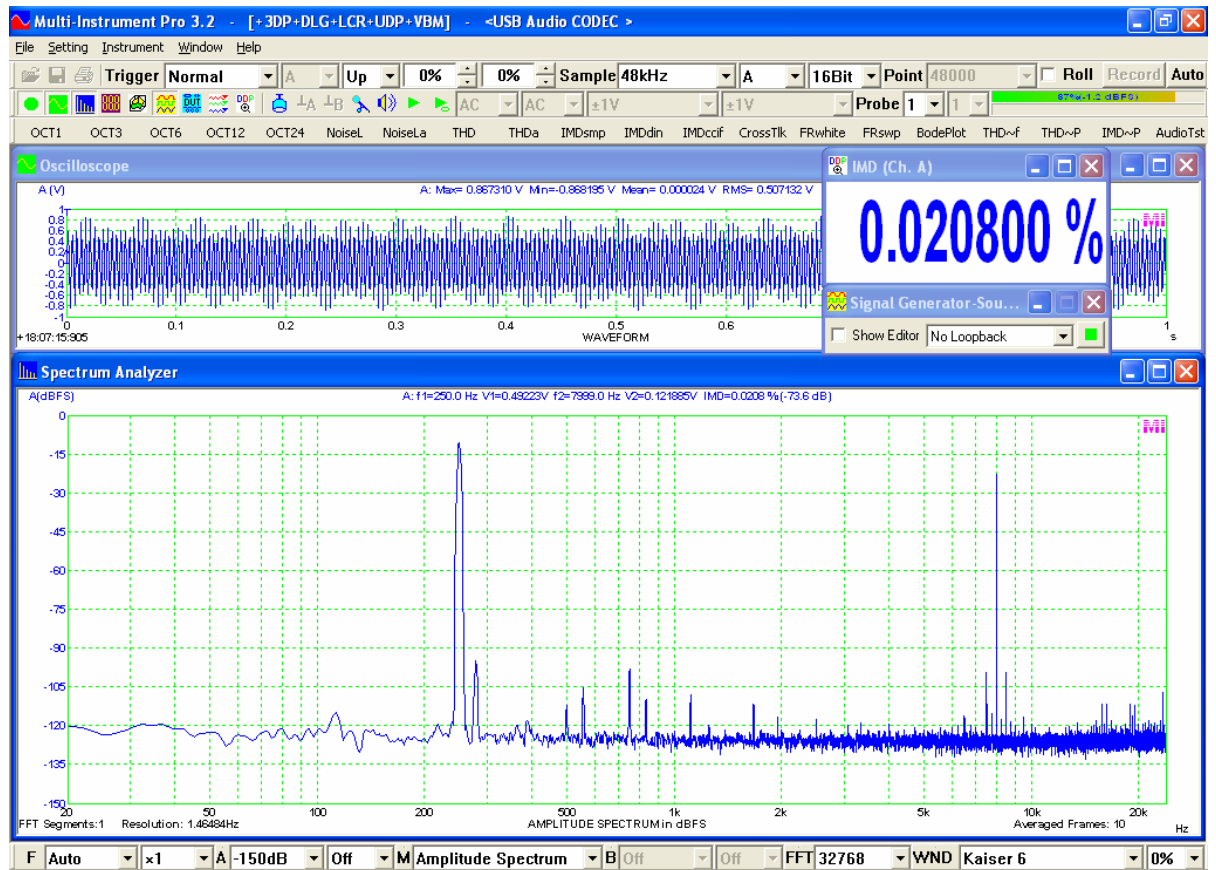 Multi-Instrument Pro 3.2 - [+3DP+DLG+LCR+UDP+VBM] - <USB Audio CODEC >
File Setting Instrument Window Help
Trigger Normal A Up 0% 0% Sample 48kHz A 16Bit Point 48000 Roll Record Auto
DDP A B AC AC ±1V ±1V Probe 1 1 87%(-1.2 dBFS)
OCT1 OCT3 OCT6 OCT12 OCT24 NoiseL NoiseLa THD THDa IMDsmp IMDdin IMDccif CrossTlk FRwhite FRswp BodePlot THD~f THD~P IMD~P AudioTst
Oscilloscope
A (V)
A: Max= 0.867310 V Min=-0.868195 V Mean= 0.000024 V RMS= 0.507132 V
1
0.8
0.6
0.4
0.2
0
-0.2
-0.4
-0.6
-0.8
-1
0 0.1 0.2 0.3 0.4 0.5 0.6 1
+18:07:15:905 WAVEFORM s
MI
DDP IMD (Ch. A)
0.020800 %
Signal Generator-Sou...
Show Editor No Loopback
Spectrum Analyzer
A(dBFS)
A: f1=250.0 Hz V1=0.49223V f2=7999.0 Hz V2=0.121885V IMD=0.0208 %(-73.6 dB)
MI
0
-15
-30
-45
-60
-75
-90
-105
-120
-135
-150
20 50 100 200 500 1k 2k 5k 10k 20k
FFT Segments:1 Resolution: 1.46484Hz AMPLITUDE SPECTRUM in dBFS Averaged Frames: 10 Hz
F Auto ×1 A -150dB Off M Amplitude Spectrum B Off Off FFT 32768 WND Kaiser 6 0%